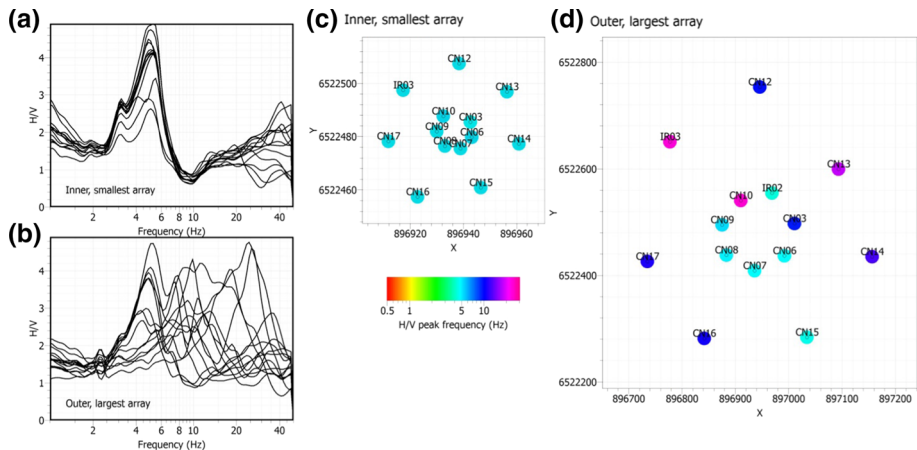 (a)
4
3
2
1
0
H/V
Inner, smallest array
2
4
6
8
10
20
40
Frequency (Hz)
(b)
4
3
2
1
0
H/V
Outer, largest array
2
4
6
8
10
20
40
Frequency (Hz)
(c) Inner, smallest array
6522500
6522480
6522460
Y
CN12
IR03
CN13
CN10
CN03
CN09
CN06
CN17
CN08
CN07
CN14
CN15
CN16
896920
896940
896960
X
0.5
1
5
10
H/V peak frequency (Hz)
(d) Outer, largest array
6522800
6522600
6522400
6522200
Y
CN12
IR03
CN13
IR02
CN10
CN09
CN03
CN08
CN06
CN14
CN17
CN07
CN16
CN15
896700
896800
896900
897000
897100
897200
X